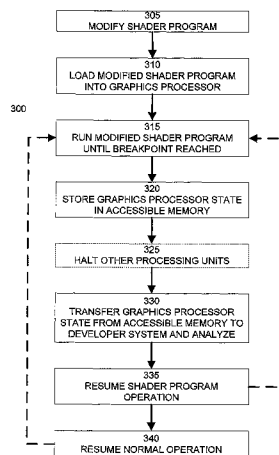 305
MODIFY SHADER PROGRAM
310
LOAD MODIFIED SHADER PROGRAM
INTO GRAPHICS PROCESSOR
300
315
RUN MODIFIED SHADER PROGRAM
UNTIL BREAKPOINT REACHED
320
STORE GRAPHICS PROCESSOR STATE
IN ACCESSIBLE MEMORY
325
HALT OTHER PROCESSING UNITS
330
TRANSFER GRAPHICS PROCESSOR
STATE FROM ACCESSIBLE MEMORY TO
DEVELOPER SYSTEM AND ANALYZE
335
RESUME SHADER PROGRAM
OPERATION
340
RESUME NORMAL OPERATION